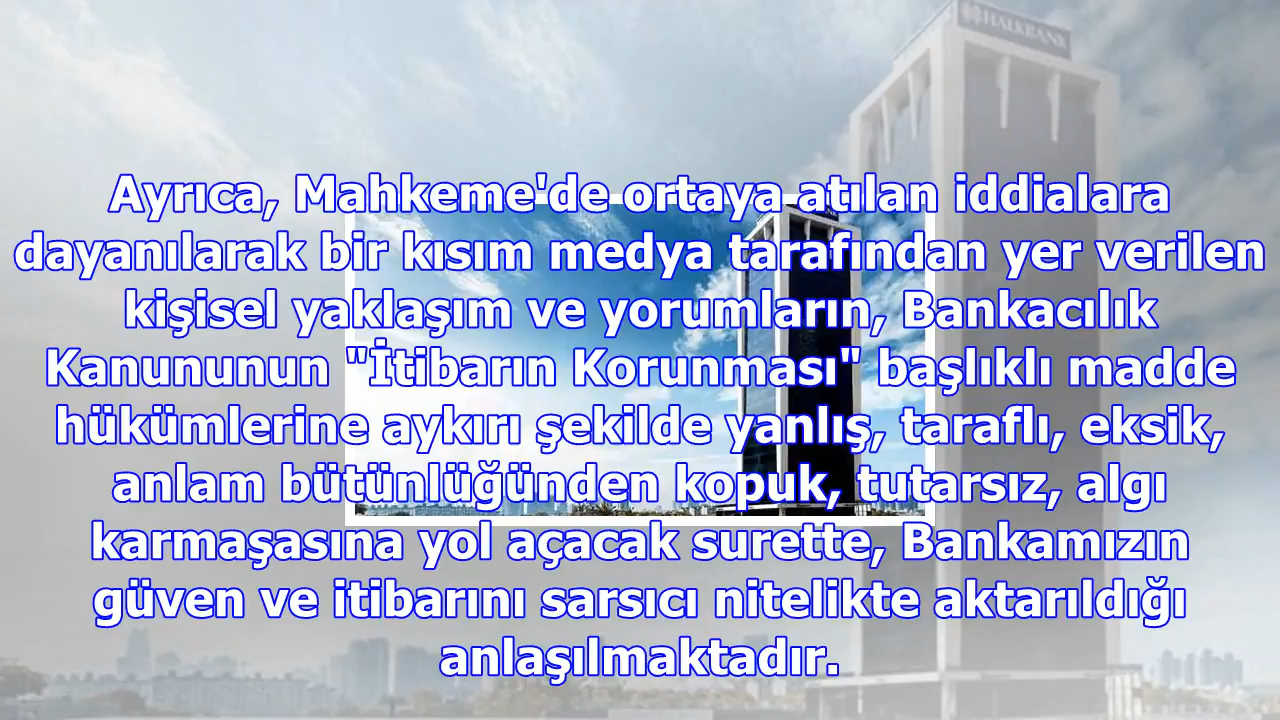 HALKBANK
Ayrıca, Mahkeme'de ortaya atılan iddialara
dayanılarak bir kısım medya tarafından yer verilen
kişisel yaklaşım ve yorumların, Bankacılık
Kanununun "İtibarın Korunması" başlıklı madde
hükümlerine aykırı şekilde yanlış, taraflı, eksik,
anlam bütünlüğünden kopuk, tutarsız, algı
karmaşasına yol açacak surette, Bankamızın
güven ve itibarını sarsıcı nitelikte aktarıldığı
anlaşılmaktadır.